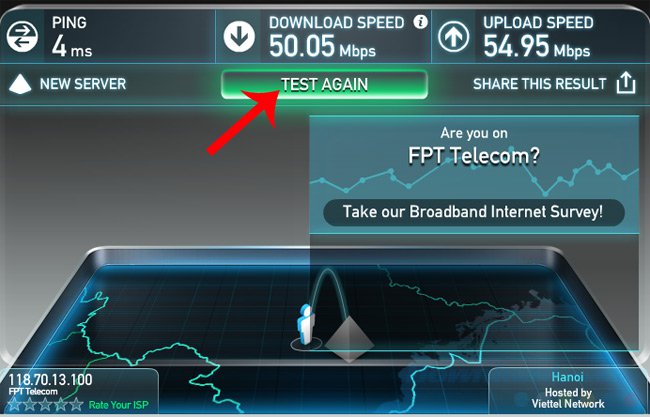 PING
4 ms
DOWNLOAD SPEED i
50.05 Mbps
UPLOAD SPEED
54.95 Mbps
NEW SERVER
TEST AGAIN
SHARE THIS RESULT
Are you on
FPT Telecom?
Take our Broadband Internet Survey!
118.70.13.100
FPT Telecom
Rate Your ISP
Hanoi
Hosted by
Viettel Network